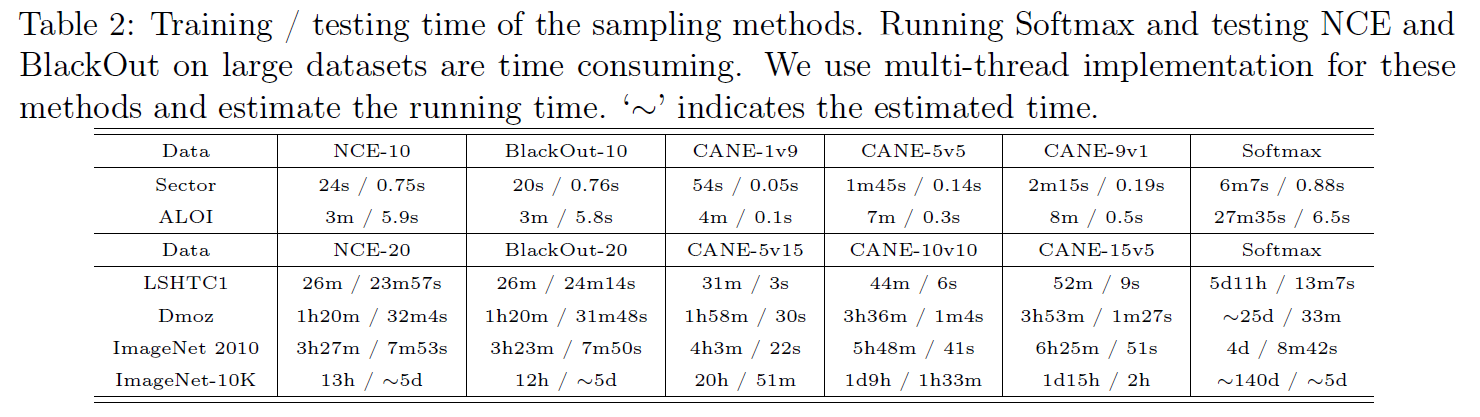 Table 2: Training / testing time of the sampling methods. Running Softmax and testing NCE and
BlackOut on large datasets are time consuming. We use multi-thread implementation for these
methods and estimate the running time. ‘∼’ indicates the estimated time.
Data NCE-10 BlackOut-10 CANE-1v9 CANE-5v5 CANE-9v1 Softmax
Sector 24s / 0.75s 20s / 0.76s 54s / 0.05s 1m45s / 0.14s 2m15s / 0.19s 6m7s / 0.88s
ALOI 3m / 5.9s 3m / 5.8s 4m / 0.1s 7m / 0.3s 8m / 0.5s 27m35s / 6.5s
Data NCE-20 BlackOut-20 CANE-5v15 CANE-10v10 CANE-15v5 Softmax
LSHTC1 26m / 23m57s 26m / 24m14s 31m / 3s 44m / 6s 52m / 9s 5d11h / 13m7s
Dmoz 1h20m / 32m4s 1h20m / 31m48s 1h58m / 30s 3h36m / 1m4s 3h53m / 1m27s ∼25d / 33m
ImageNet 2010 3h27m / 7m53s 3h23m / 7m50s 4h3m / 22s 5h48m / 41s 6h25m / 51s 4d / 8m42s
ImageNet-10K 13h / ∼5d 12h / ∼5d 20h / 51m 1d9h / 1h33m 1d15h / 2h ∼140d / ∼5d